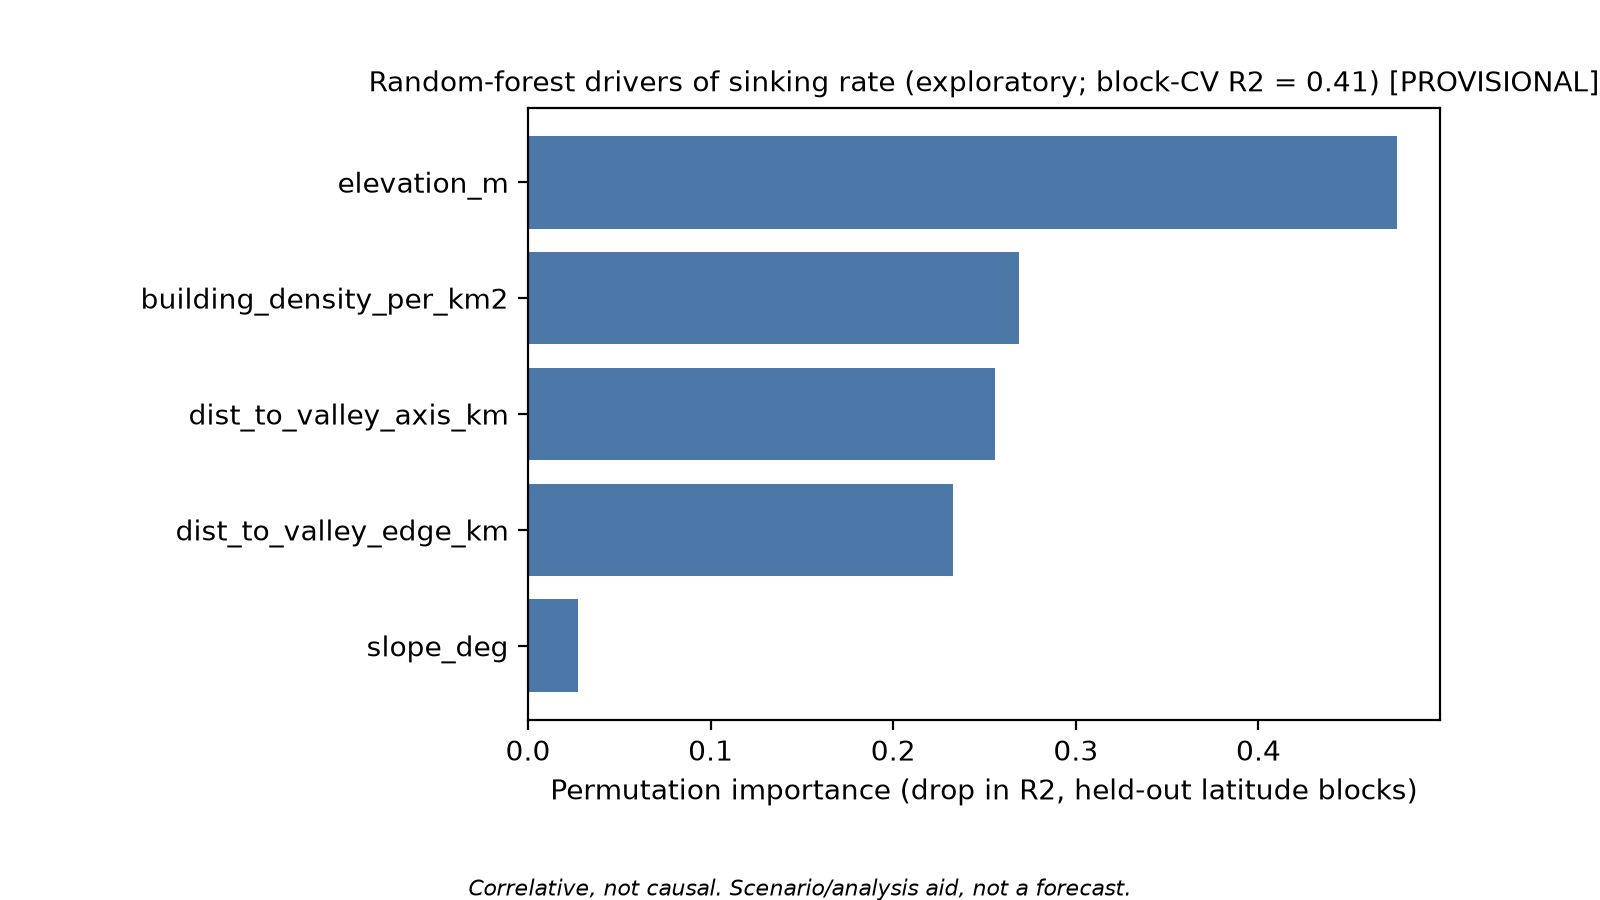 Random-forest drivers of sinking rate (exploratory; block-CV R2 = 0.41) [PROVISIONAL]
elevation_m
building_density_per_km2
dist_to_valley_axis_km
dist_to_valley_edge_km
slope_deg
0.0 0.1 0.2 0.3 0.4
Permutation importance (drop in R2, held-out latitude blocks)
Correlative, not causal. Scenario/analysis aid, not a forecast.